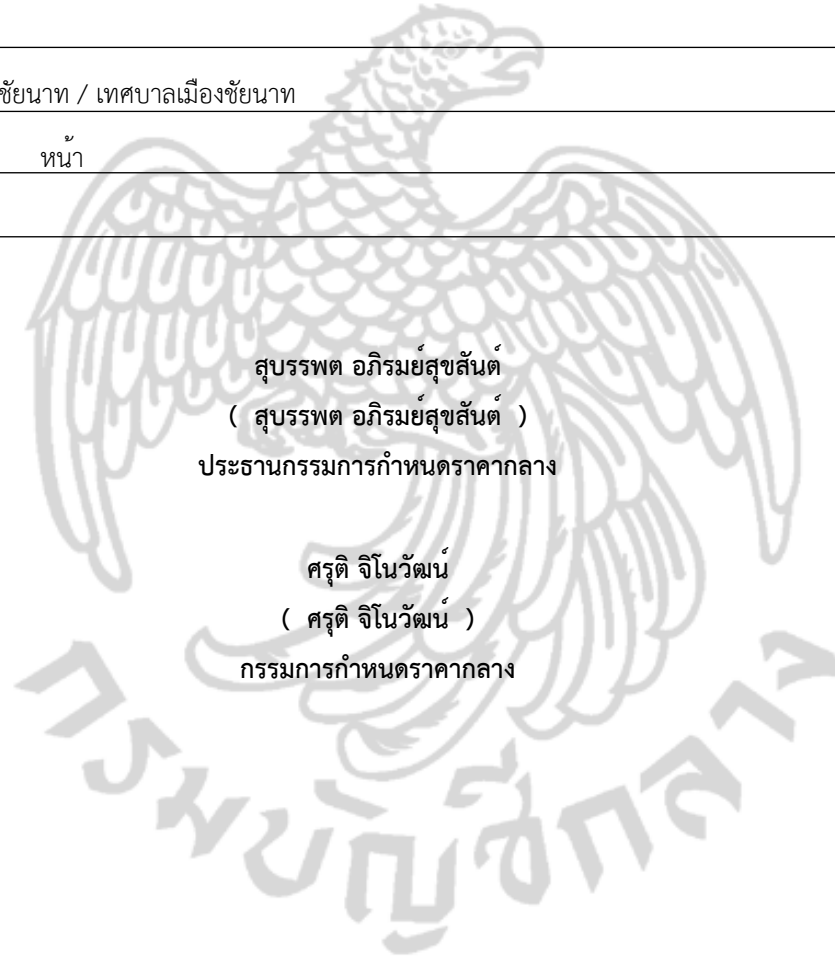 ชัยนาท / เทศบาลเมืองชัยนาท
หน้า
สุบรรพต อภิรมย์สุขสันต์
( สุบรรพต อภิรมย์สุขสันต์ )
ประธานกรรมการกำหนดราคากลาง
ศรุติ จิโนวัฒน์
( ศรุติ จิโนวัฒน์ )
กรรมการกำหนดราคากลาง
กรมบัญชีกลาง